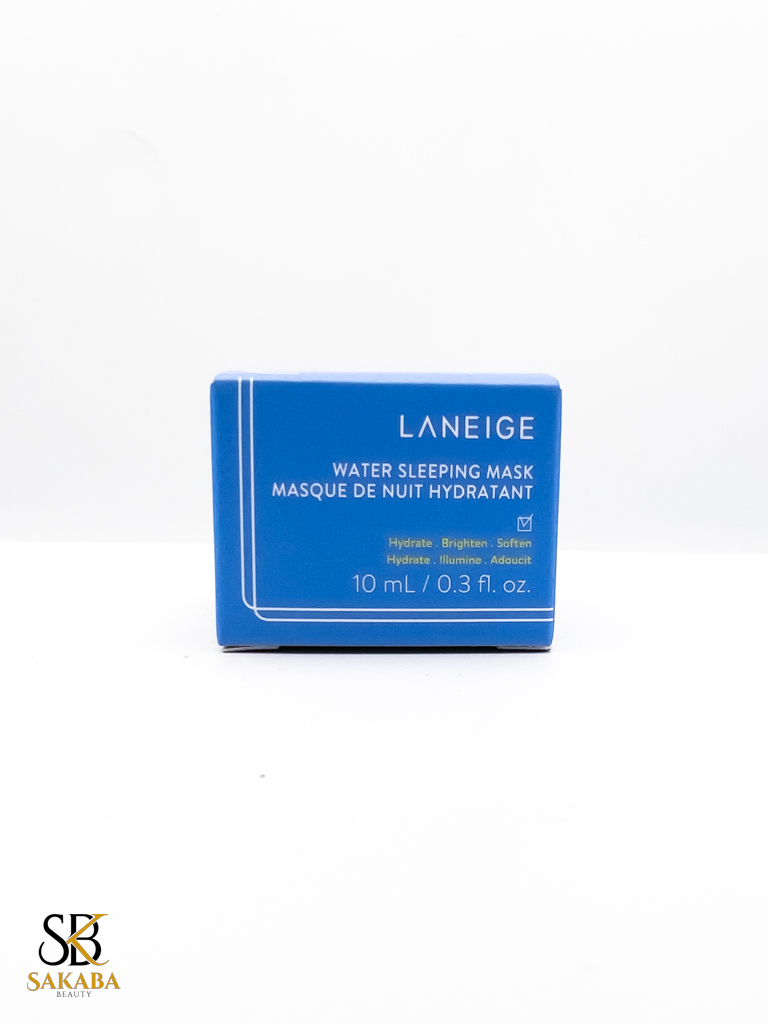 LANEIGE
WATER SLEEPING MASK
MASQUE DE NUIT HYDRATANT
Hydrate . Brighten . Soften
Hydrate . Illumine . Adoucit
10 mL / 0.3 fl. oz.
SBK
SAKABA
BEAUTY